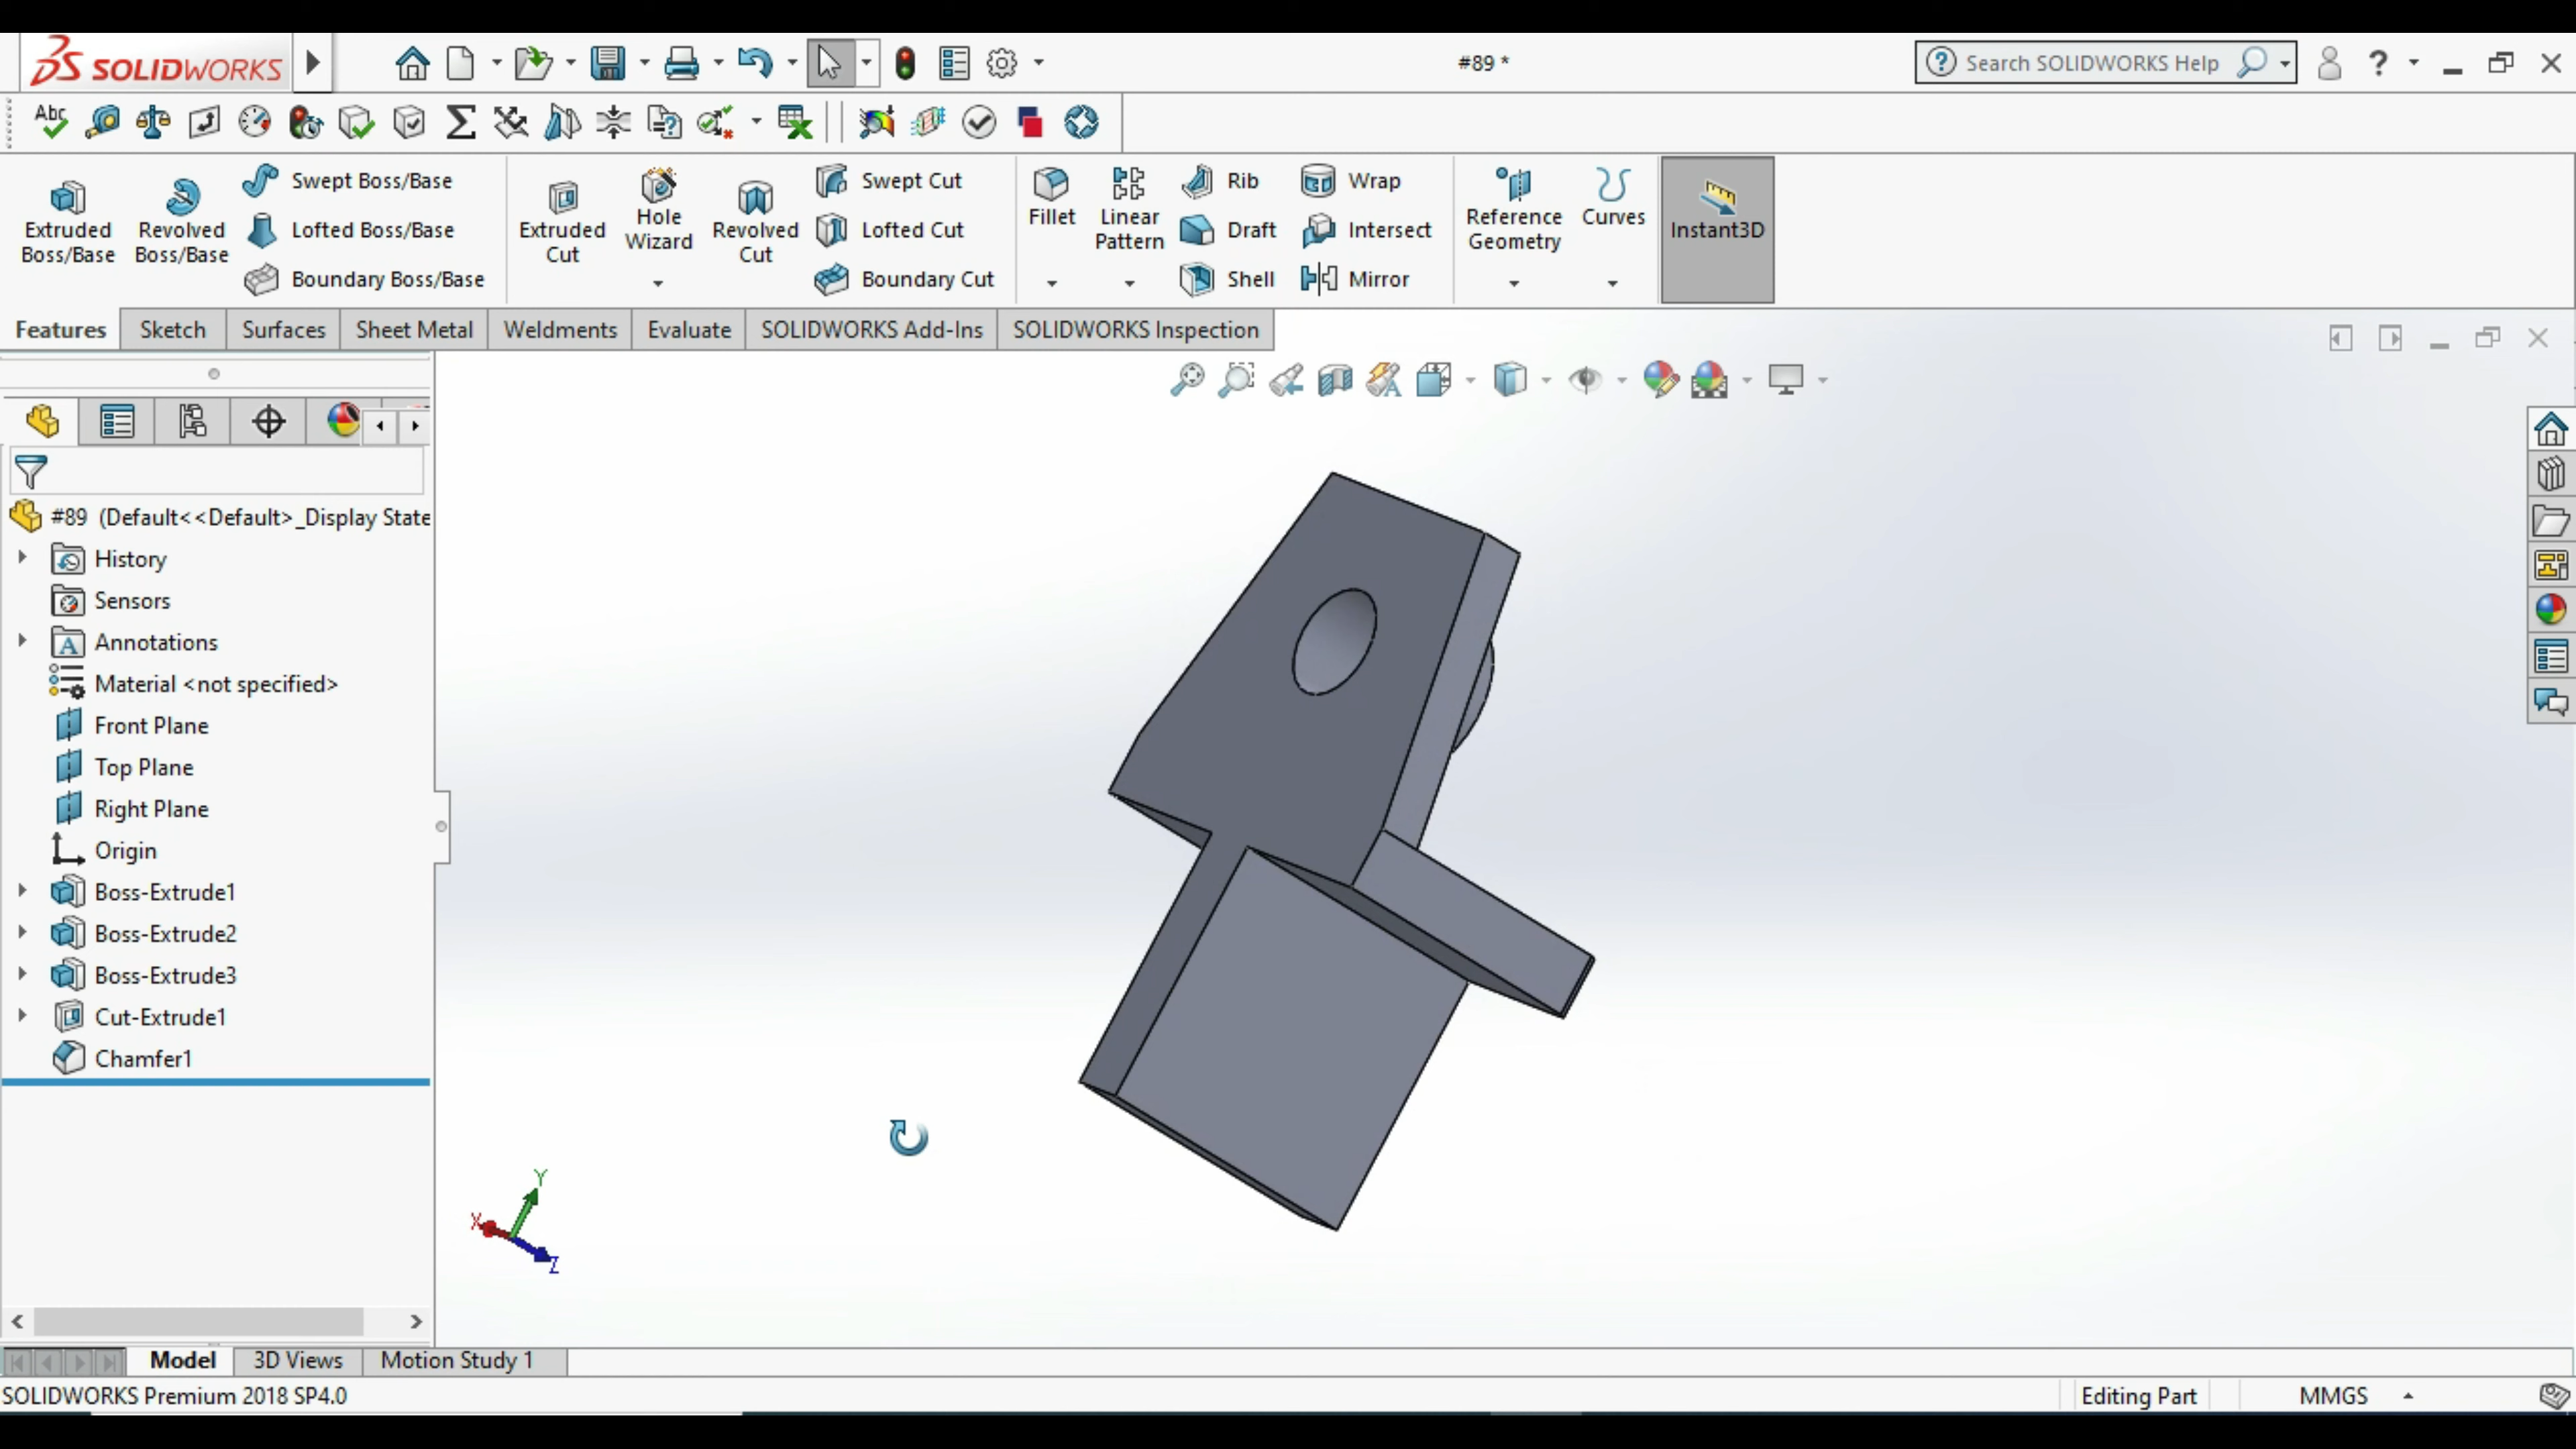 SOLIDWORKS
#89 *
Search SOLIDWORKS Help
Abc
Extruded Boss/Base
Revolved Boss/Base
Swept Boss/Base
Lofted Boss/Base
Boundary Boss/Base
Extruded Cut
Hole Wizard
Revolved Cut
Swept Cut
Lofted Cut
Boundary Cut
Fillet
Linear Pattern
Rib
Draft
Shell
Wrap
Intersect
Mirror
Reference Geometry
Curves
Instant3D
Features
Sketch
Surfaces
Sheet Metal
Weldments
Evaluate
SOLIDWORKS Add-Ins
SOLIDWORKS Inspection
#89 (Default<<Default>_Display State
History
Sensors
Annotations
Material <not specified>
Front Plane
Top Plane
Right Plane
Origin
Boss-Extrude1
Boss-Extrude2
Boss-Extrude3
Cut-Extrude1
Chamfer1
Y
X
Z
Model
3D Views
Motion Study 1
SOLIDWORKS Premium 2018 SP4.0
Editing Part
MMGS